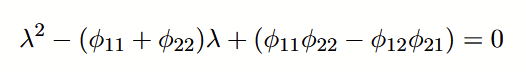 λ² − (ϕ₁₁ + ϕ₂₂)λ + (ϕ₁₁ϕ₂₂ − ϕ₁₂ϕ₂₁) = 0